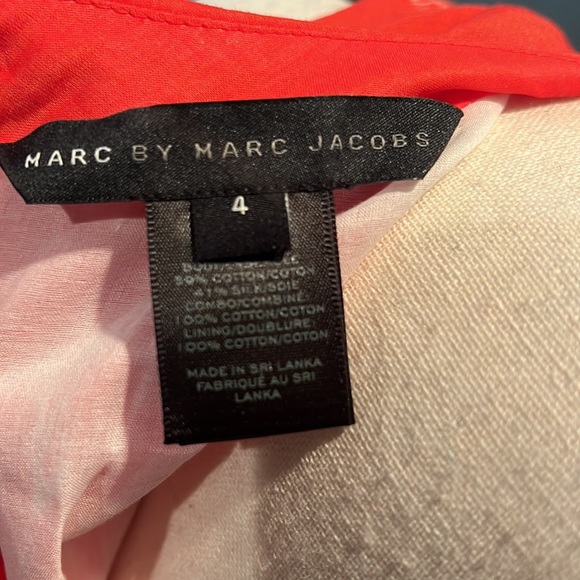 MARC BY MARC JACOBS
4
59% COTTON/COTON
41% SILK/SOIE
COMBO/COMBINÉ
100% COTTON/COTON
LINING/DOUBLURE
100% COTTON/COTON
MADE IN SRI LANKA
FABRIQUÉ AU SRI
LANKA